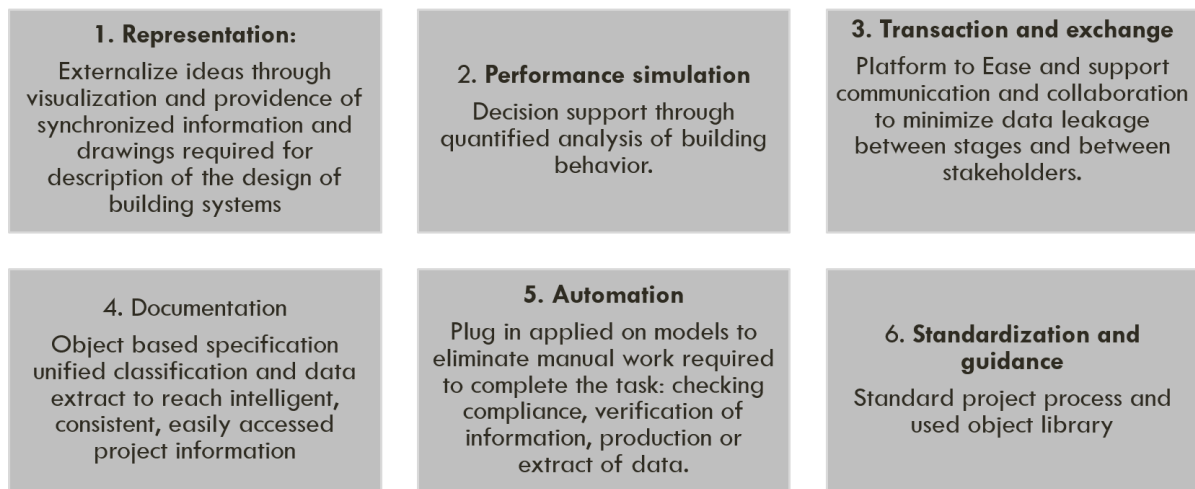 1. Representation:
Externalize ideas through
visualization and providence of
synchronized information and
drawings required for
description of the design of
building systems
2. Performance simulation
Decision support through
quantified analysis of building
behavior.
3. Transaction and exchange
Platform to Ease and support
communication and collaboration
to minimize data leakage
between stages and between
stakeholders.
4. Documentation
Object based specification
unified classification and data
extract to reach intelligent,
consistent, easily accessed
project information
5. Automation
Plug in applied on models to
eliminate manual work required
to complete the task: checking
compliance, verification of
information, production or
extract of data.
6. Standardization and
guidance
Standard project process and
used object library